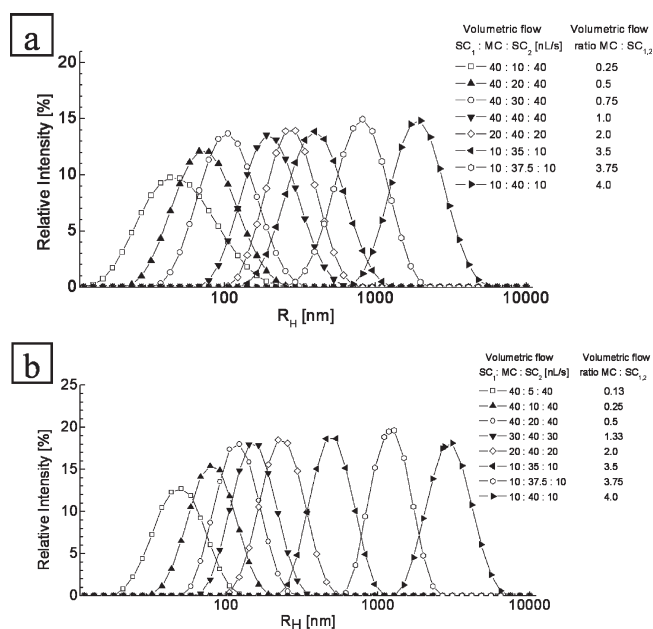 a
Volumetric flow Volumetric flow
SC1 : MC : SC2 [nL/s] ratio MC : SC1,2
40 : 10 : 40 0.25
40 : 20 : 40 0.5
40 : 30 : 40 0.75
40 : 40 : 40 1.0
20 : 40 : 20 2.0
10 : 35 : 10 3.5
10 : 37.5 : 10 3.75
10 : 40 : 10 4.0
Relative Intensity [%]
20
15
10
5
0
100 1000 10000
RH [nm]
b
Volumetric flow Volumetric flow
SC1 : MC : SC2 [nL/s] ratio MC : SC1,2
40 : 5 : 40 0.13
40 : 10 : 40 0.25
40 : 20 : 40 0.5
30 : 40 : 30 1.33
20 : 40 : 20 2.0
10 : 35 : 10 3.5
10 : 37.5 : 10 3.75
10 : 40 : 10 4.0
Relative Intensity [%]
25
20
15
10
5
0
100 1000 10000
RH [nm]